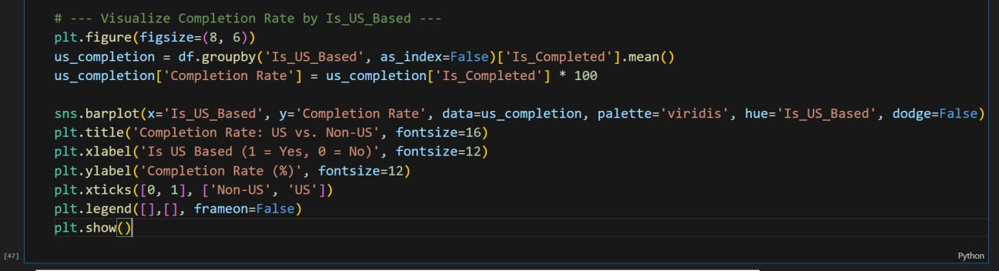 # --- Visualize Completion Rate by Is_US_Based ---
plt.figure(figsize=(8, 6))
us_completion = df.groupby('Is_US_Based', as_index=False)['Is_Completed'].mean()
us_completion['Completion Rate'] = us_completion['Is_Completed'] * 100

sns.barplot(x='Is_US_Based', y='Completion Rate', data=us_completion, palette='viridis', hue='Is_US_Based', dodge=False)
plt.title('Completion Rate: US vs. Non-US', fontsize=16)
plt.xlabel('Is US Based (1 = Yes, 0 = No)', fontsize=12)
plt.ylabel('Completion Rate (%)', fontsize=12)
plt.xticks([0, 1], ['Non-US', 'US'])
plt.legend([],[], frameon=False)
plt.show()
[47]
Python